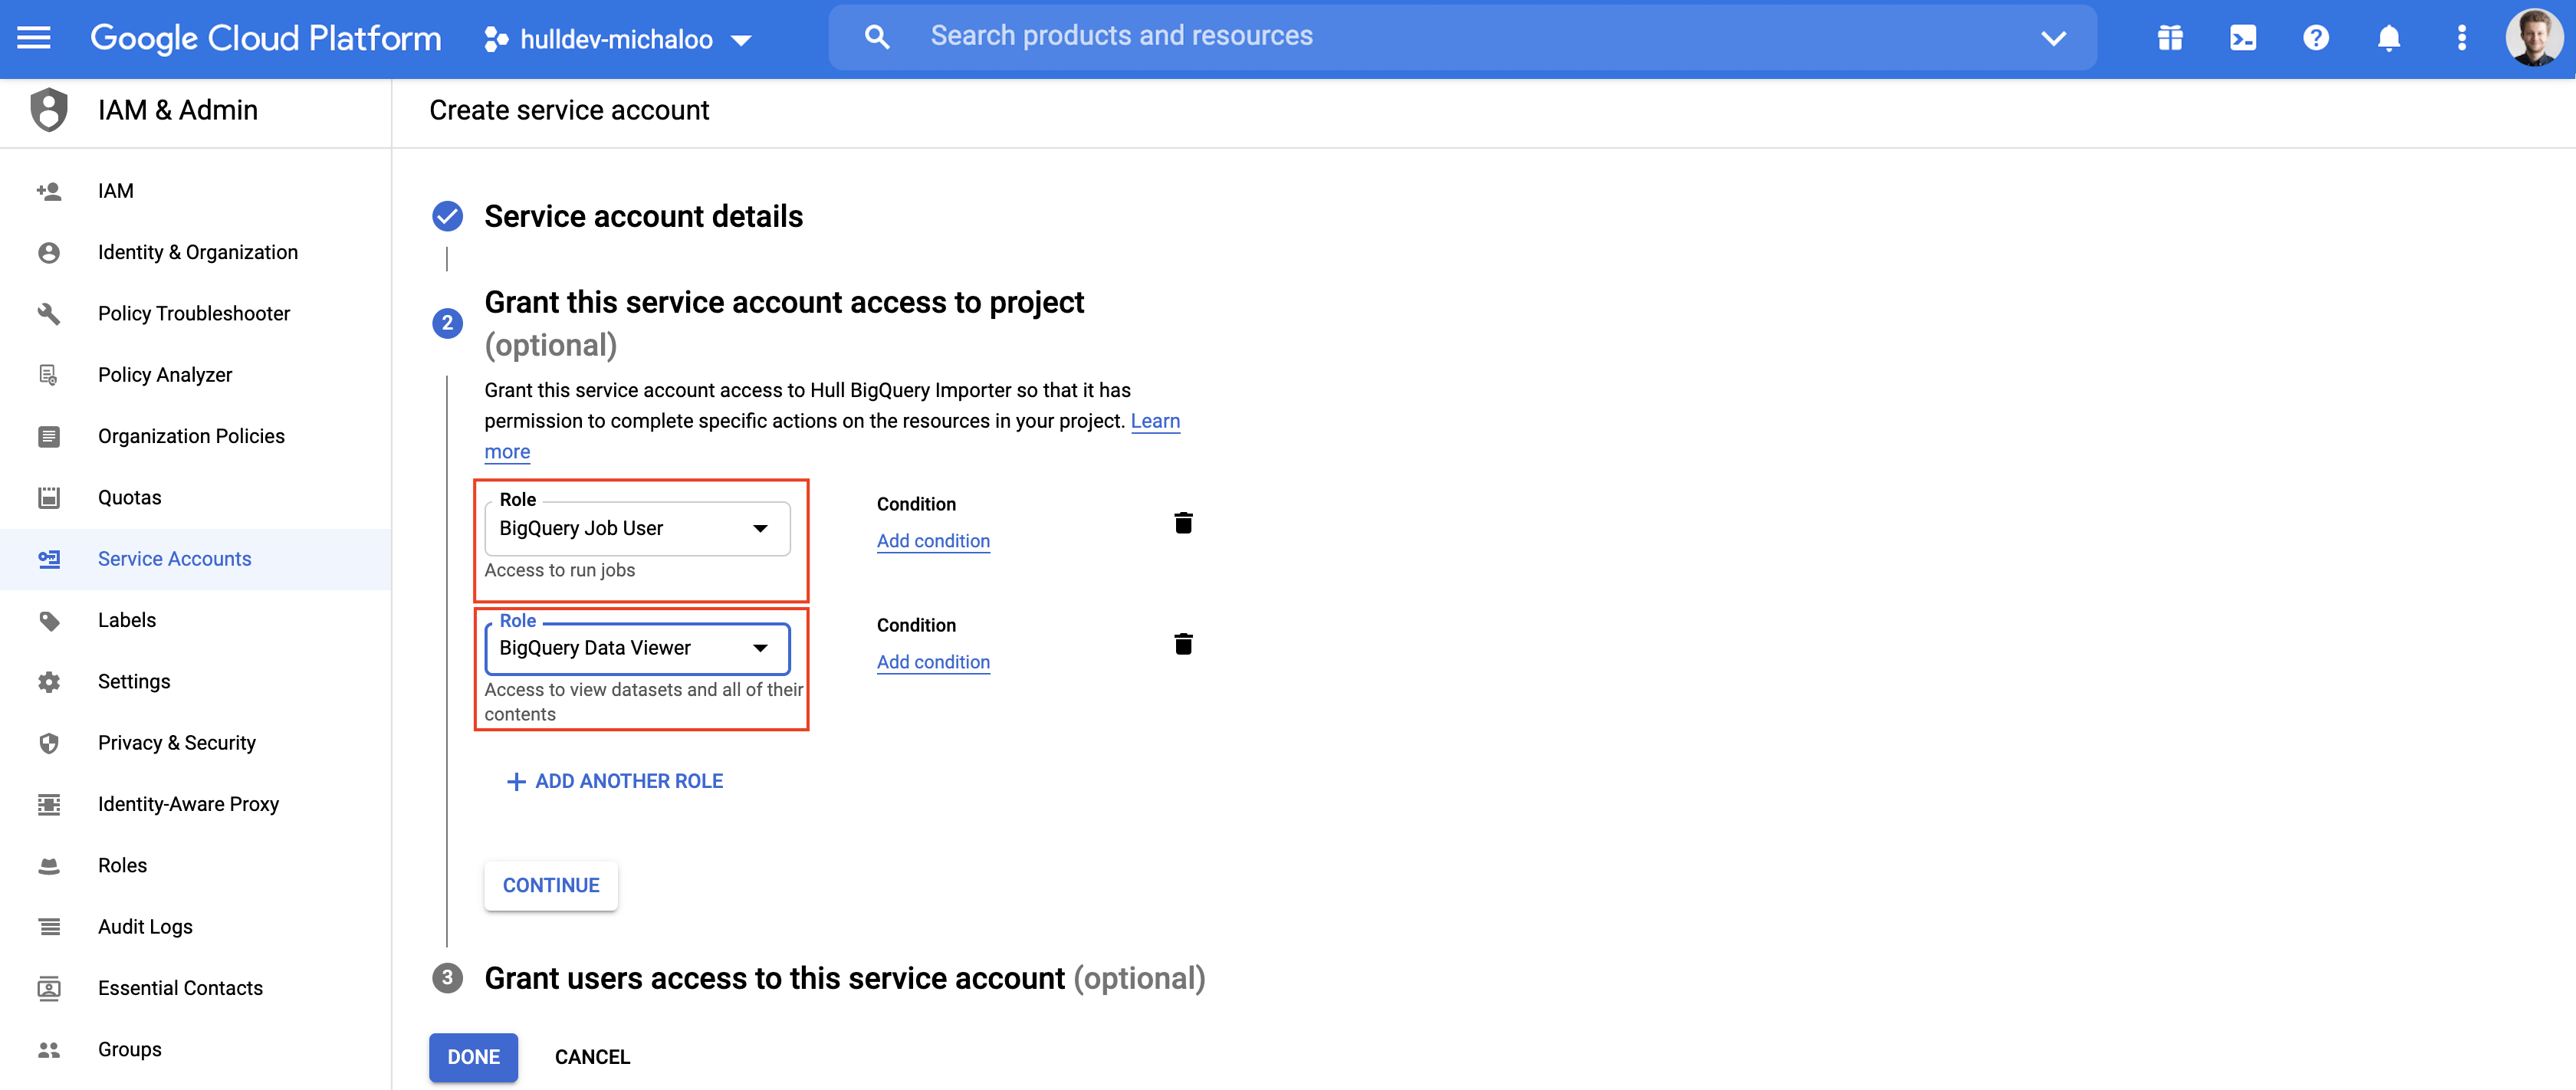 Google Cloud Platform
hulldev-michaloo
Search products and resources
IAM & Admin
Create service account
IAM
Identity & Organization
Policy Troubleshooter
Policy Analyzer
Organization Policies
Quotas
Service Accounts
Labels
Settings
Privacy & Security
Identity-Aware Proxy
Roles
Audit Logs
Essential Contacts
Groups
Service account details
2
Grant this service account access to project
(optional)
Grant this service account access to Hull BigQuery Importer so that it has
permission to complete specific actions on the resources in your project. Learn
more
Role
BigQuery Job User
Access to run jobs
Condition
Add condition
Role
BigQuery Data Viewer
Access to view datasets and all of their
contents
Condition
Add condition
ADD ANOTHER ROLE
CONTINUE
3
Grant users access to this service account (optional)
DONE
CANCEL